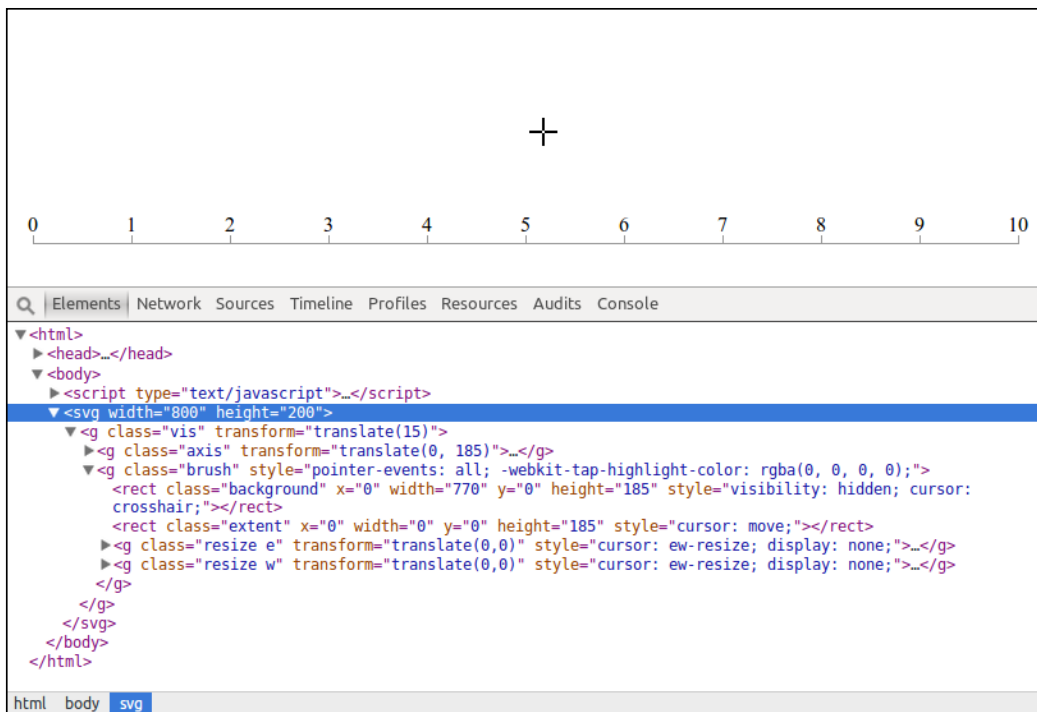 0 1 2 3 4 5 6 7 8 9 10
Elements Network Sources Timeline Profiles Resources Audits Console
▼<html>
▶<head>…</head>
▼<body>
▶<script type="text/javascript">…</script>
▼<svg width="800" height="200">
▼<g class="vis" transform="translate(15)">
▶<g class="axis" transform="translate(0, 185)">…</g>
▼<g class="brush" style="pointer-events: all; -webkit-tap-highlight-color: rgba(0, 0, 0, 0);">
<rect class="background" x="0" width="770" y="0" height="185" style="visibility: hidden; cursor:
crosshair;"></rect>
<rect class="extent" x="0" width="0" y="0" height="185" style="cursor: move;"></rect>
▶<g class="resize e" transform="translate(0,0)" style="cursor: ew-resize; display: none;">…</g>
▶<g class="resize w" transform="translate(0,0)" style="cursor: ew-resize; display: none;">…</g>
</g>
</g>
</svg>
</body>
</html>
html body svg